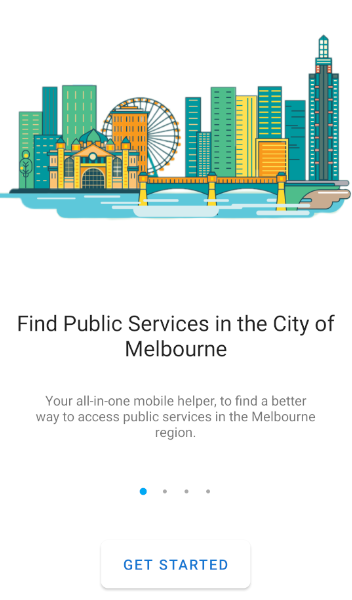 Find Public Services in the City of
Melbourne
Your all-in-one mobile helper, to find a better
way to access public services in the Melbourne
region.
GET STARTED